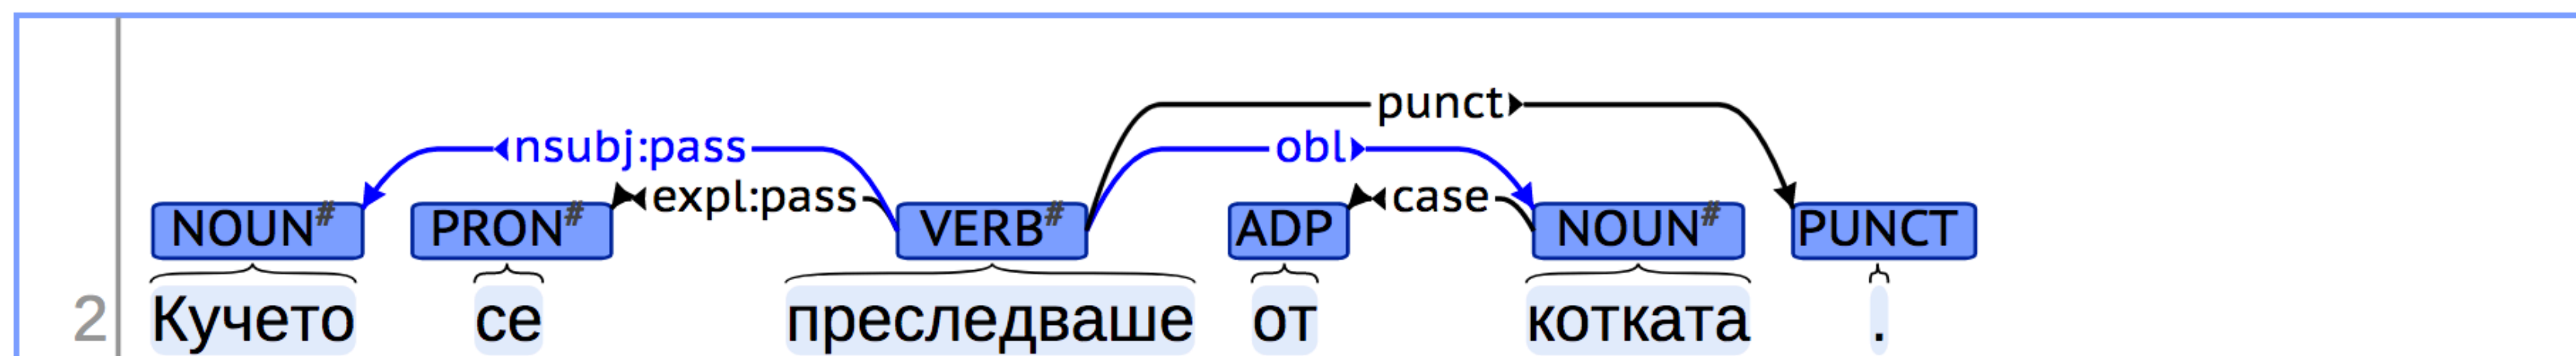 punct
nsubj:pass obl
expl:pass case
NOUN# PRON# VERB# ADP NOUN# PUNCT
2 Кучето се преследваше от котката .